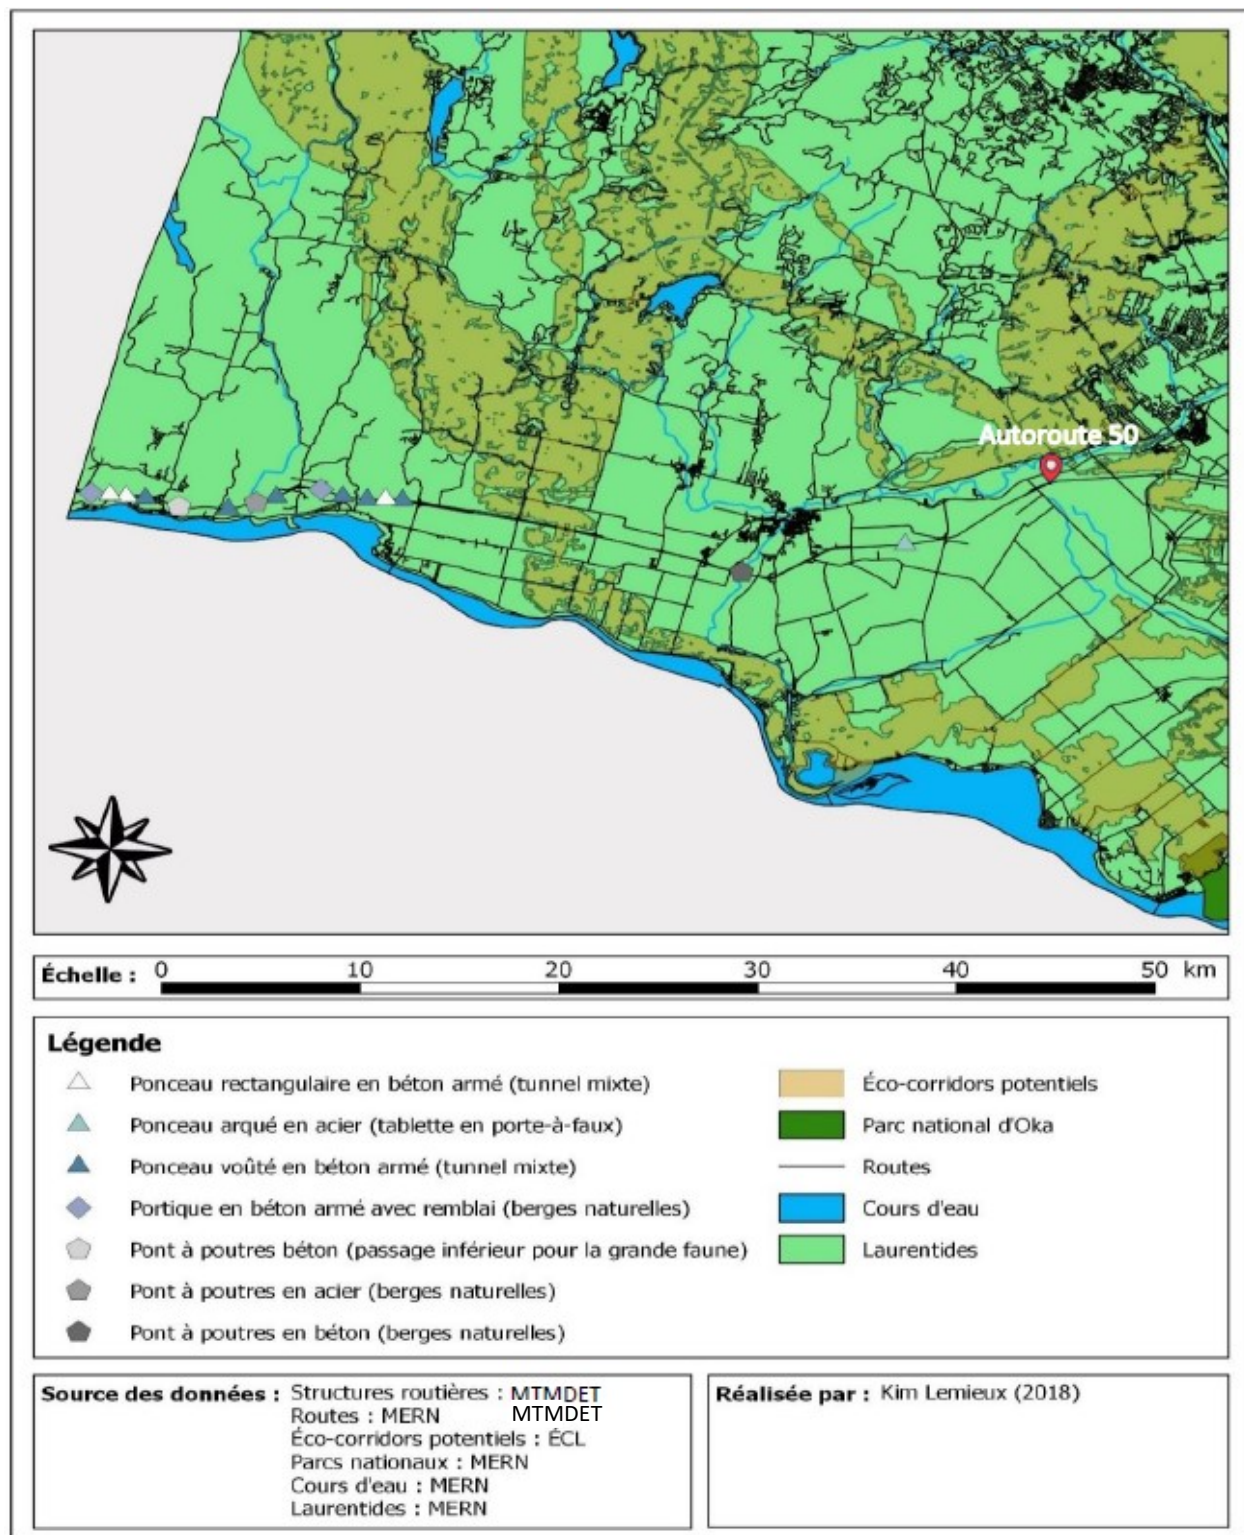 Autoroute 50
Échelle : 0 10 20 30 40 50 km
Légende
Ponceau rectangulaire en béton armé (tunnel mixte)
Ponceau arqué en acier (tablette en porte-à-faux)
Ponceau voûté en béton armé (tunnel mixte)
Portique en béton armé avec remblai (berges naturelles)
Pont à poutres béton (passage inférieur pour la grande faune)
Pont à poutres en acier (berges naturelles)
Pont à poutres en béton (berges naturelles)
Éco-corridors potentiels
Parc national d'Oka
Routes
Cours d'eau
Laurentides
Source des données : Structures routières : MTMDET
Routes : MERN MTMDET
Éco-corridors potentiels : ÉCL
Parcs nationaux : MERN
Cours d'eau : MERN
Laurentides : MERN
Réalisée par : Kim Lemieux (2018)